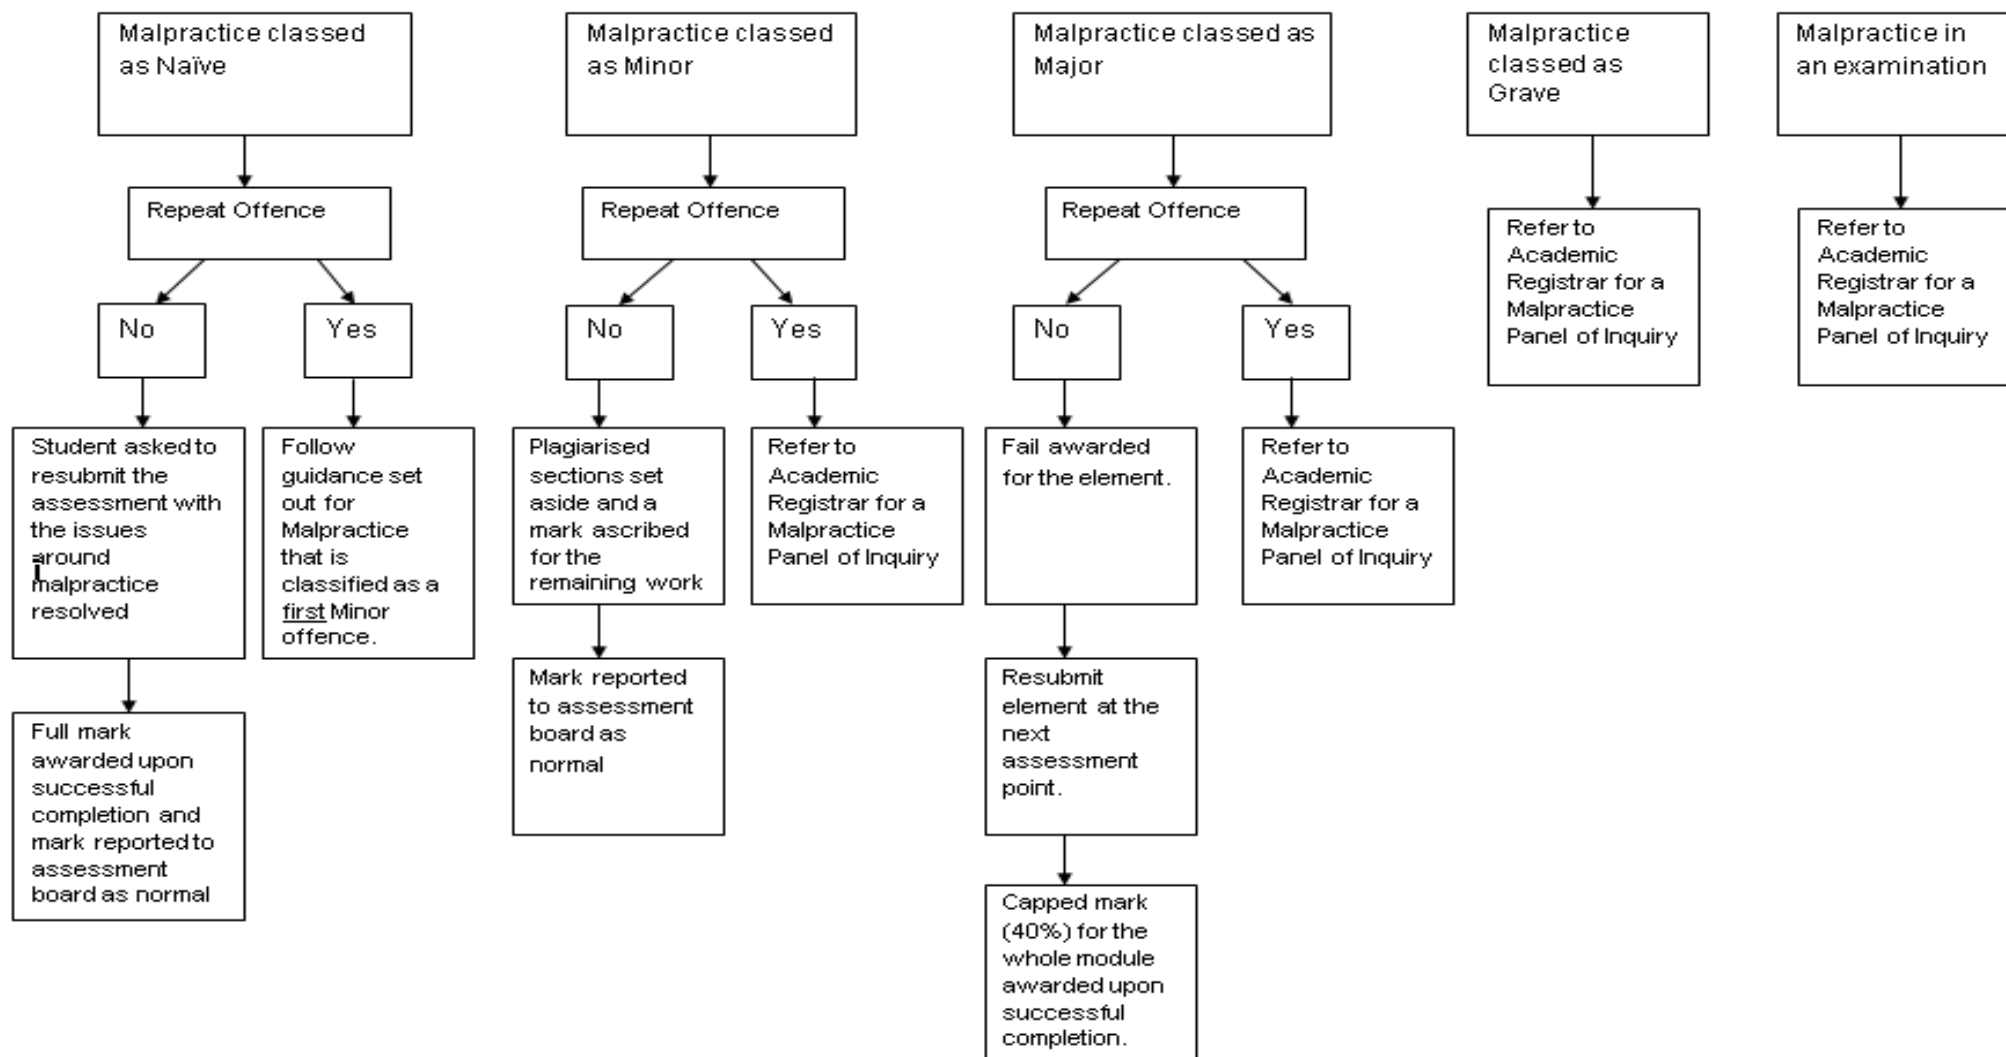 Malpractice classed
as Naïve
Repeat Offence
No
Yes
Student asked to
resubmit the
assessment with
the issues
around
malpractice
resolved
Full mark
awarded upon
successful
completion and
mark reported to
assessment
board as normal
Follow
guidance set
out for
Malpractice
that is
classified as a
first Minor
offence.
Malpractice classed
as Minor
Repeat Offence
No
Yes
Plagiarised
sections set
aside and a
mark ascribed
for the
remaining work
Mark reported
to assessment
board as
normal
Refer to
Academic
Registrar for a
Malpractice
Panel of Inquiry
Malpractice classed as
Major
Repeat Offence
No
Yes
Fail awarded
for the element.
Resubmit
element at the
next
assessment
point.
Capped mark
(40%) for the
whole module
awarded upon
successful
completion.
Refer to
Academic
Registrar for a
Malpractice
Panel of Inquiry
Malpractice
classed as
Grave
Refer to
Academic
Registrar for a
Malpractice
Panel of Inquiry
Malpractice in
an examination
Refer to
Academic
Registrar for a
Malpractice
Panel of Inquiry